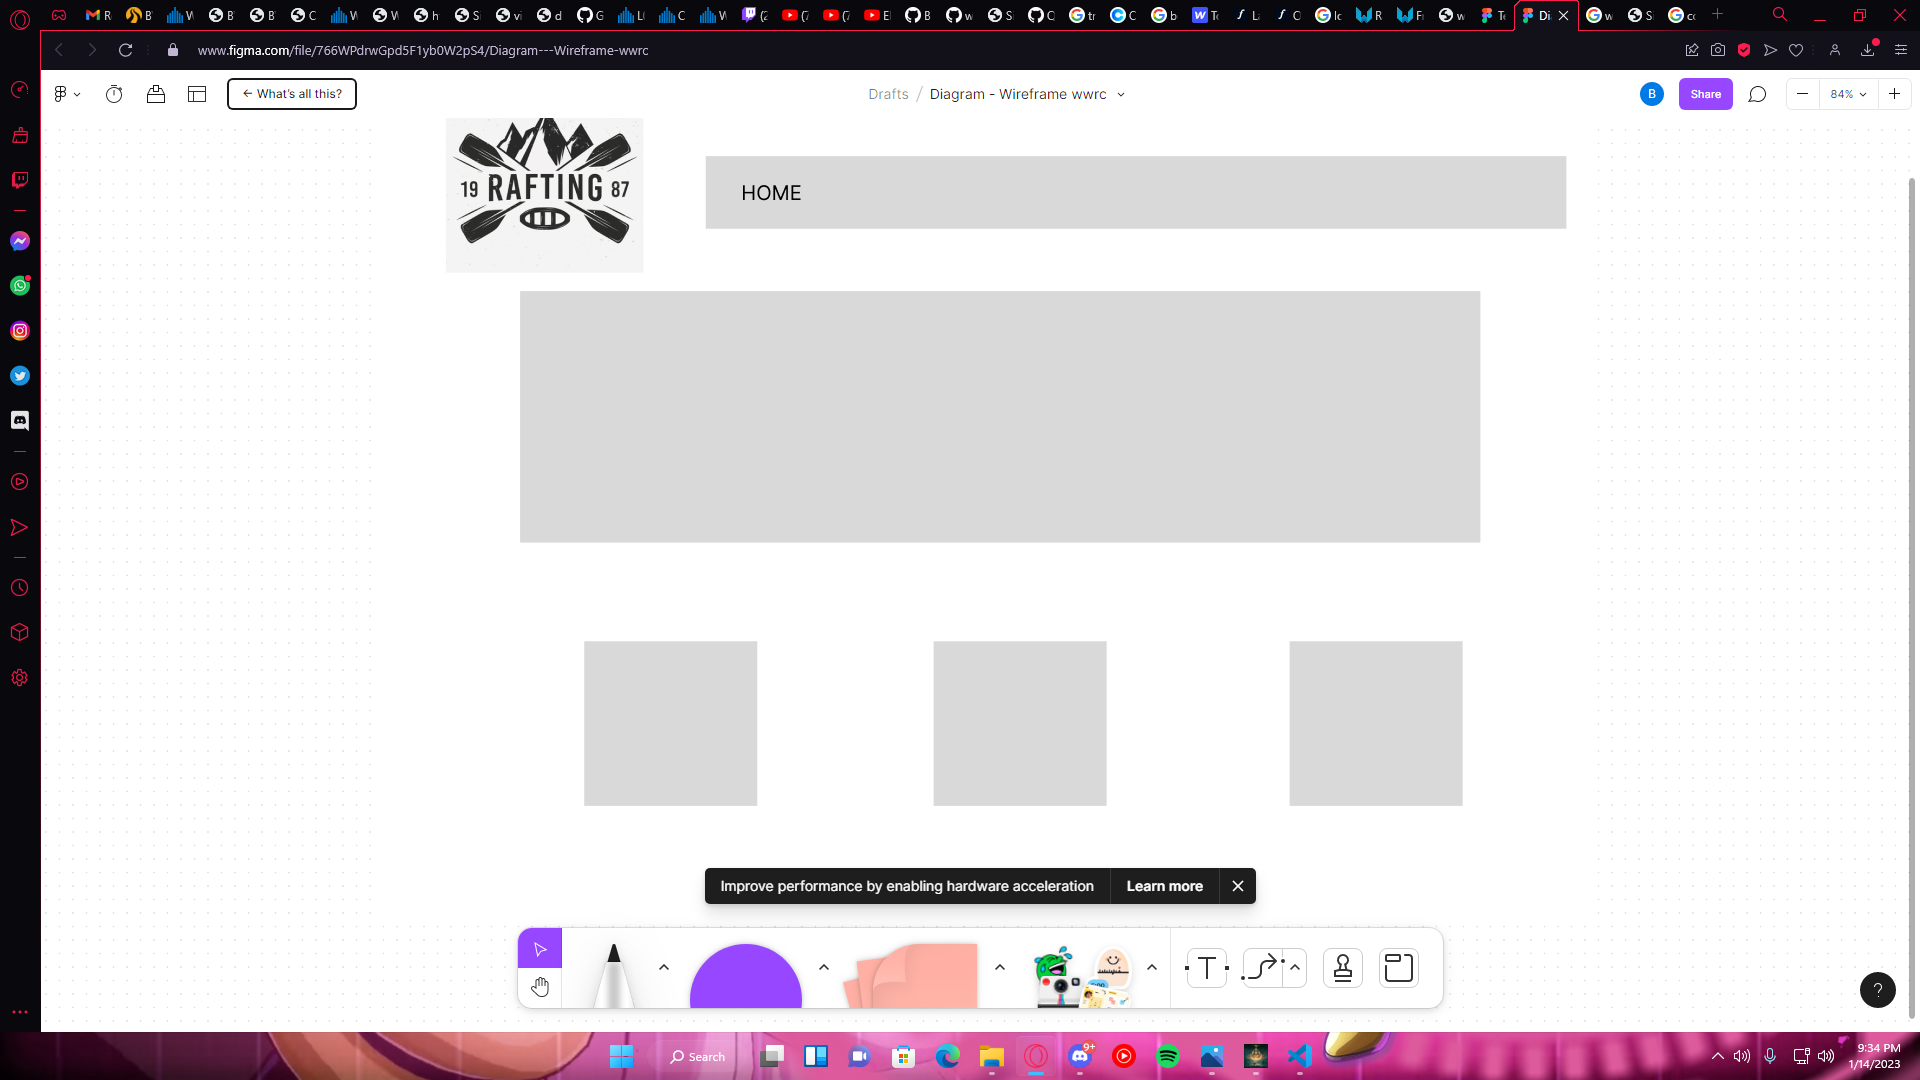 www.figma.com/file/766WPdrwGpd5F1yb0W2pS4/Diagram---Wireframe-wwrc
← What's all this?
Drafts / Diagram - Wireframe wwrc
B
Share
84%
19 RAFTING 87
HOME
Improve performance by enabling hardware acceleration
Learn more
T
?
Search
9+
9:34 PM
1/14/2023